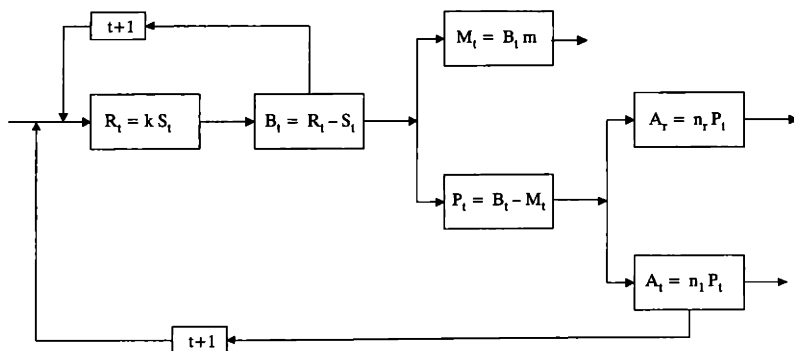 t+1
M_t = B_t m
R_t = k S_t
B_t = R_t – S_t
A_r = n_r P_t
P_t = B_t – M_t
A_t = n_1 P_t
t+1